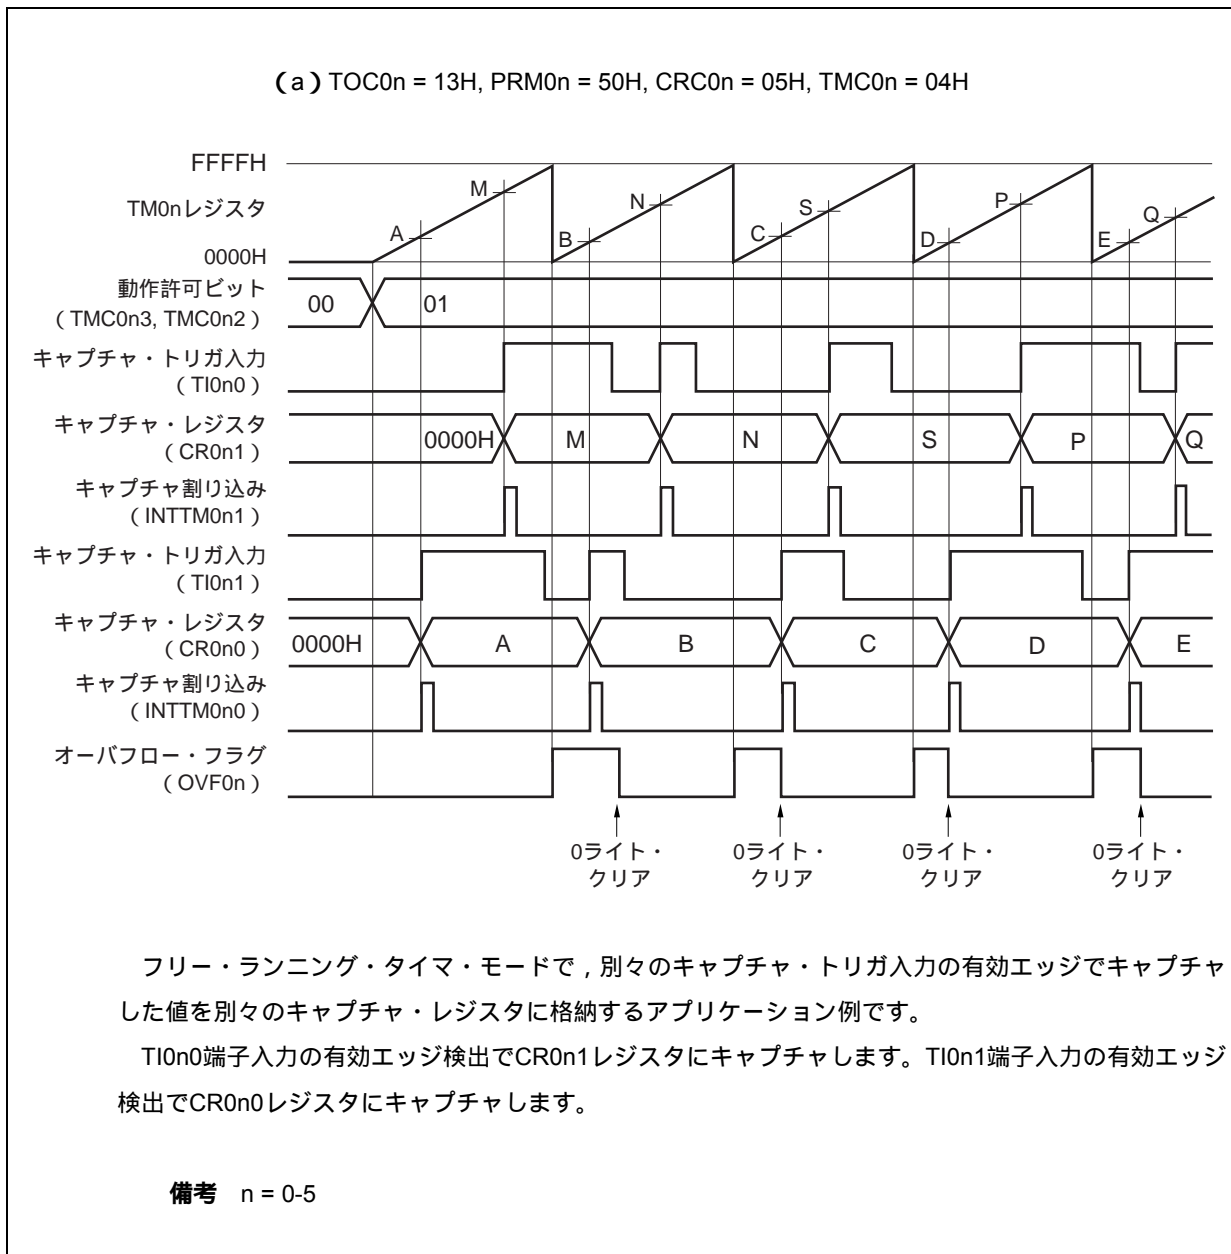 (a) TOC0n = 13H, PRM0n = 50H, CRC0n = 05H, TMC0n = 04H
FFFFH
TM0nレジスタ
0000H
A M B N C S D P E Q
動作許可ビット
(TMC0n3, TMC0n2)
00 01
キャプチャ・トリガ入力
(TI0n0)
キャプチャ・レジスタ
(CR0n1)
0000H M N S P Q
キャプチャ割り込み
(INTTM0n1)
キャプチャ・トリガ入力
(TI0n1)
キャプチャ・レジスタ
(CR0n0)
0000H A B C D E
キャプチャ割り込み
(INTTM0n0)
オーバフロー・フラグ
(OVF0n)
0ライト・ 0ライト・ 0ライト・ 0ライト・
クリア クリア クリア クリア
フリー・ランニング・タイマ・モードで,別々のキャプチャ・トリガ入力の有効エッジでキャプチャ
した値を別々のキャプチャ・レジスタに格納するアプリケーション例です。
TI0n0端子入力の有効エッジ検出でCR0n1レジスタにキャプチャします。TI0n1端子入力の有効エッジ
検出でCR0n0レジスタにキャプチャします。
備考 n = 0-5